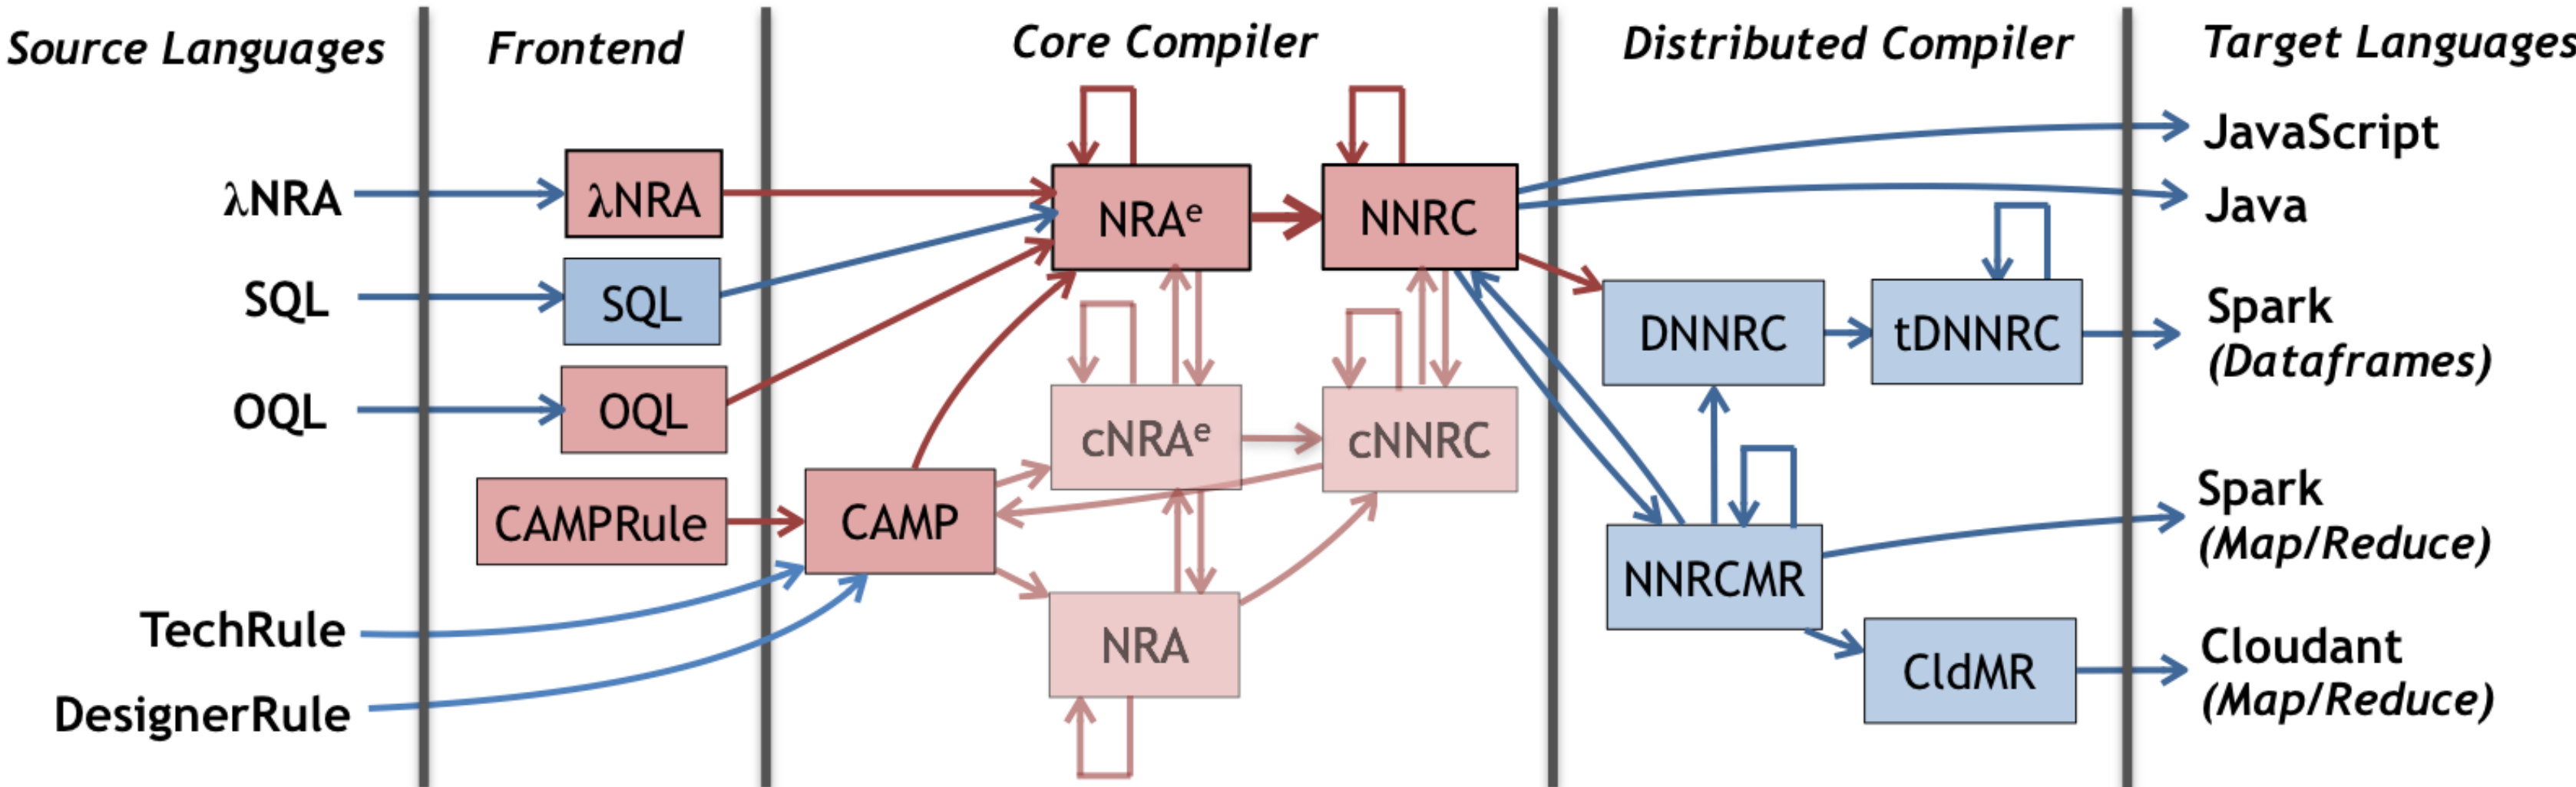 Source Languages
Frontend
Core Compiler
Distributed Compiler
Target Languages
λNRA
SQL
OQL
TechRule
DesignerRule
λNRA
SQL
OQL
CAMPRule
CAMP
NRAᵉ
NNRC
cNRAᵉ
cNNRC
NRA
DNNRC
tDNNRC
NNRCMR
CldMR
JavaScript
Java
Spark
(Dataframes)
Spark
(Map/Reduce)
Cloudant
(Map/Reduce)